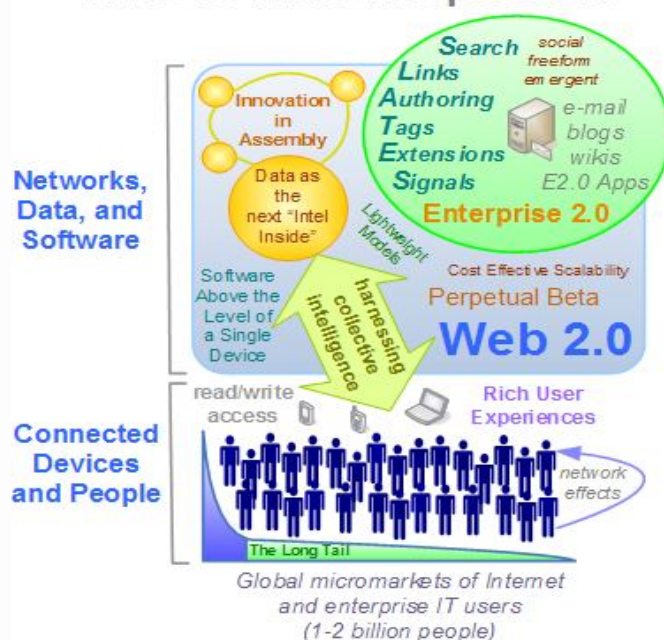 Networks,
Data, and
Software
Innovation
in
Assembly
Data as
the
next "Intel
Inside"
Search
Links
Authoring
Tags
Extensions
Signals
social
freeform
emergent
e-mail
blogs
wikis
E2.0 Apps
Enterprise 2.0
Lightweight
Models
Software
Above the
Level of
a Single
Device
harnessing
collective
intelligence
Cost Effective Scalability
Perpetual Beta
Web 2.0
Connected
Devices
and People
read/write
access
Rich User
Experiences
network
effects
The Long Tail
Global micromarkets of Internet
and enterprise IT users
(1-2 billion people)